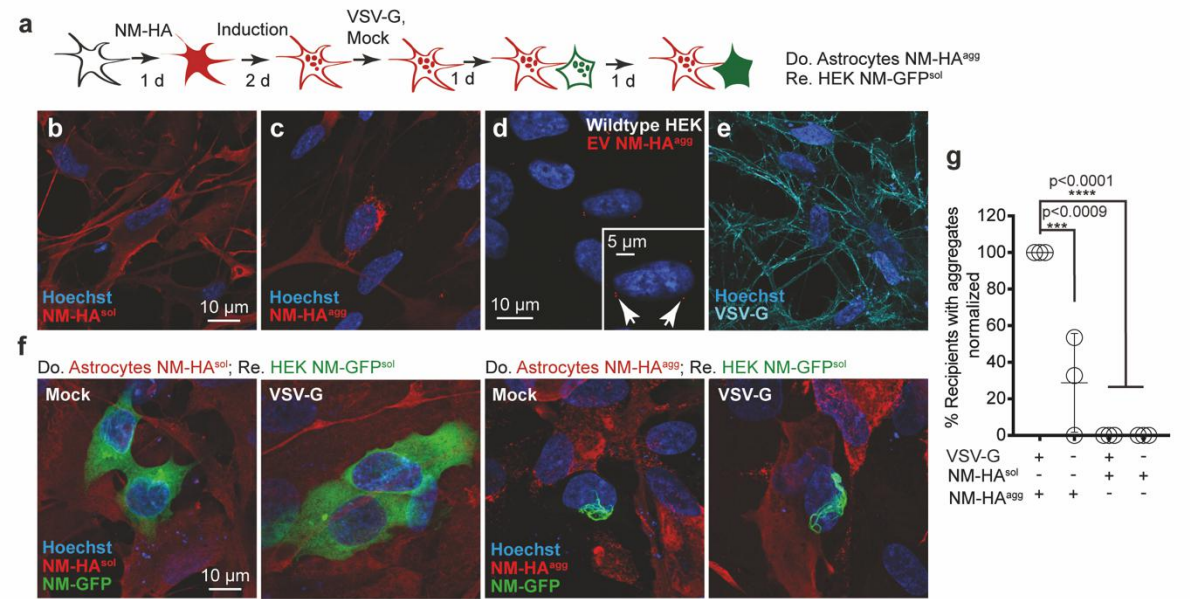 a
NM-HA
Induction
VSV-G,
Mock
1 d
2 d
1 d
1 d
Do. Astrocytes NM-HAagg
Re. HEK NM-GFPsol
b
Hoechst
NM-HAsol
10 µm
c
Hoechst
NM-HAagg
d
Wildtype HEK
EV NM-HAagg
5 µm
10 µm
e
Hoechst
VSV-G
f
Do. Astrocytes NM-HAsol; Re. HEK NM-GFPsol
Mock
Hoechst
NM-HAsol
NM-GFP
10 µm
VSV-G
Do. Astrocytes NM-HAagg; Re. HEK NM-GFPsol
Mock
Hoechst
NM-HAagg
NM-GFP
VSV-G
g
p<0.0001
****
p<0.0009
***
% Recipients with aggregates
normalized
120
100
80
60
40
20
0
VSV-G + - + -
NM-HAsol - - + +
NM-HAagg + + - -